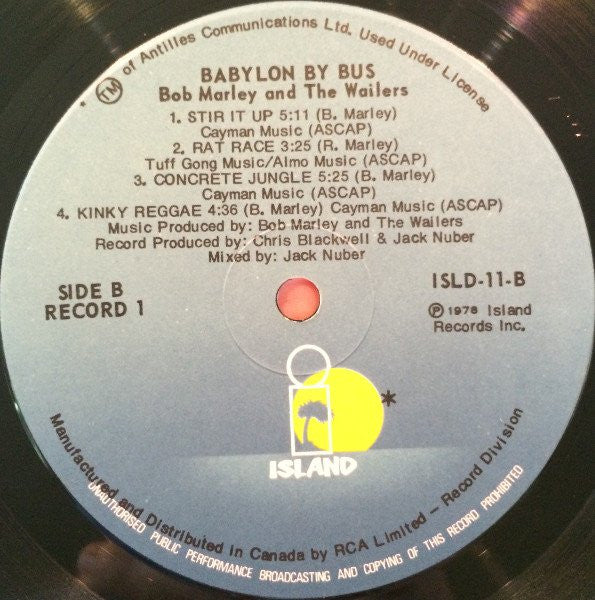 TM of Antilles Communications Ltd. Used Under License
BABYLON BY BUS
Bob Marley and The Wailers
1. STIR IT UP 5:11 (B. Marley)
Cayman Music (ASCAP)
2. RAT RACE 3:25 (R. Marley)
Tuff Gong Music/Almo Music (ASCAP)
3. CONCRETE JUNGLE 5:25 (B. Marley)
Cayman Music (ASCAP)
4. KINKY REGGAE 4:36 (B. Marley) Cayman Music (ASCAP)
Music Produced by: Bob Marley and The Wailers
Record Produced by: Chris Blackwell & Jack Nuber
Mixed by: Jack Nuber
SIDE B
RECORD 1
ISLD-11-B
℗ 1978 Island
Records Inc.
*
ISLAND
Manufactured and Distributed in Canada by RCA Limited – Record Division
UNAUTHORISED PUBLIC PERFORMANCE BROADCASTING AND COPYING OF THIS RECORD PROHIBITED